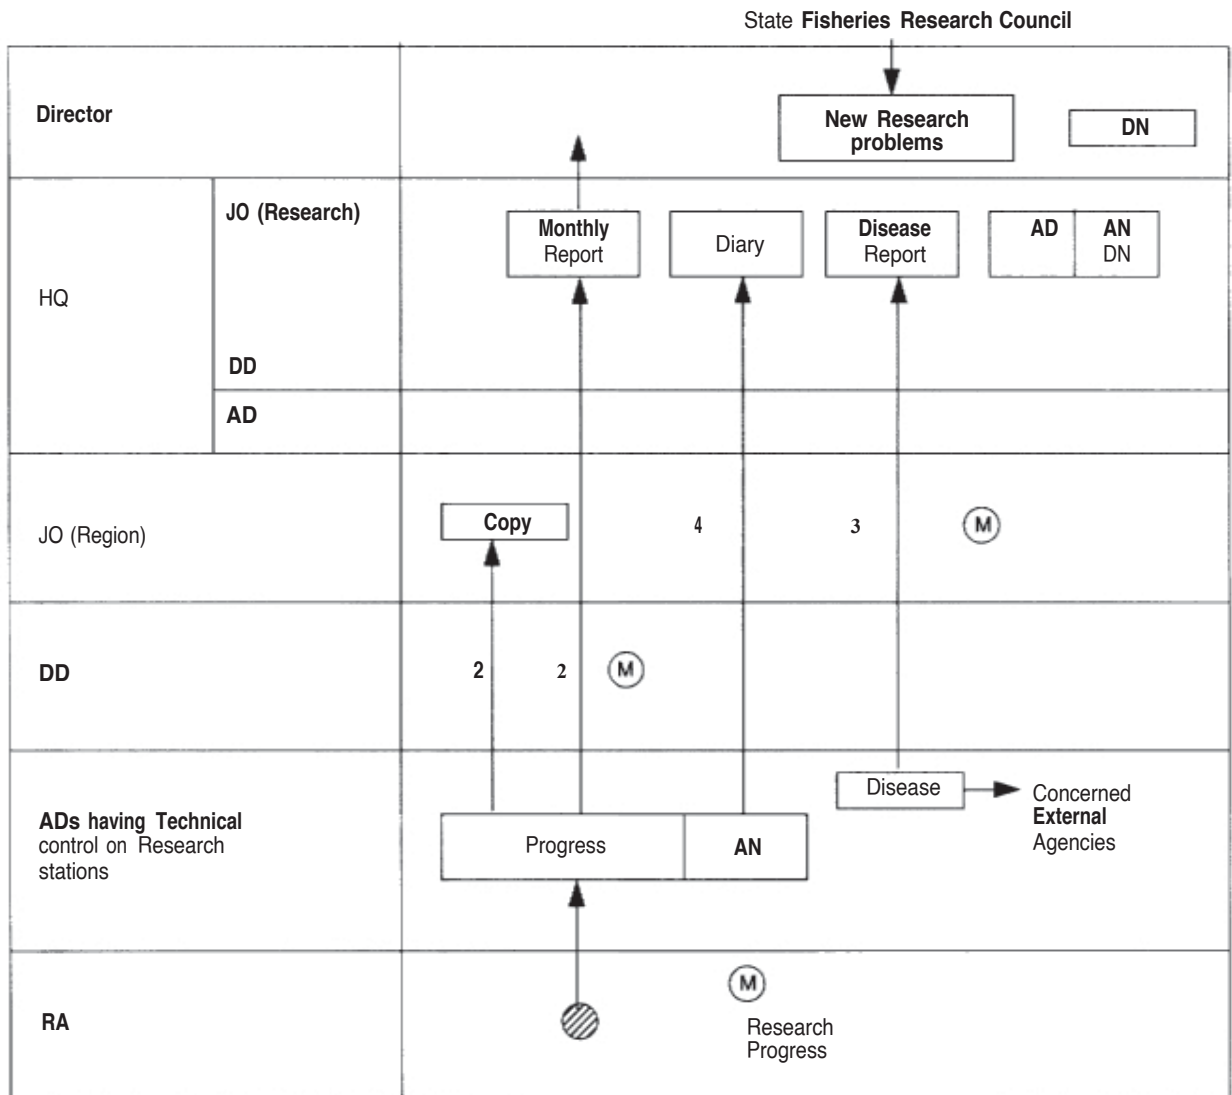 State Fisheries Research Council
Director
New Research
problems
DN
HQ
JO (Research)
Monthly
Report
Diary
Disease
Report
AD
AN
DN
DD
AD
JO (Region)
Copy
4
3
M
DD
2
2
M
ADs having Technical
control on Research
stations
Progress
AN
Disease
Concerned
External
Agencies
RA
M
Research
Progress